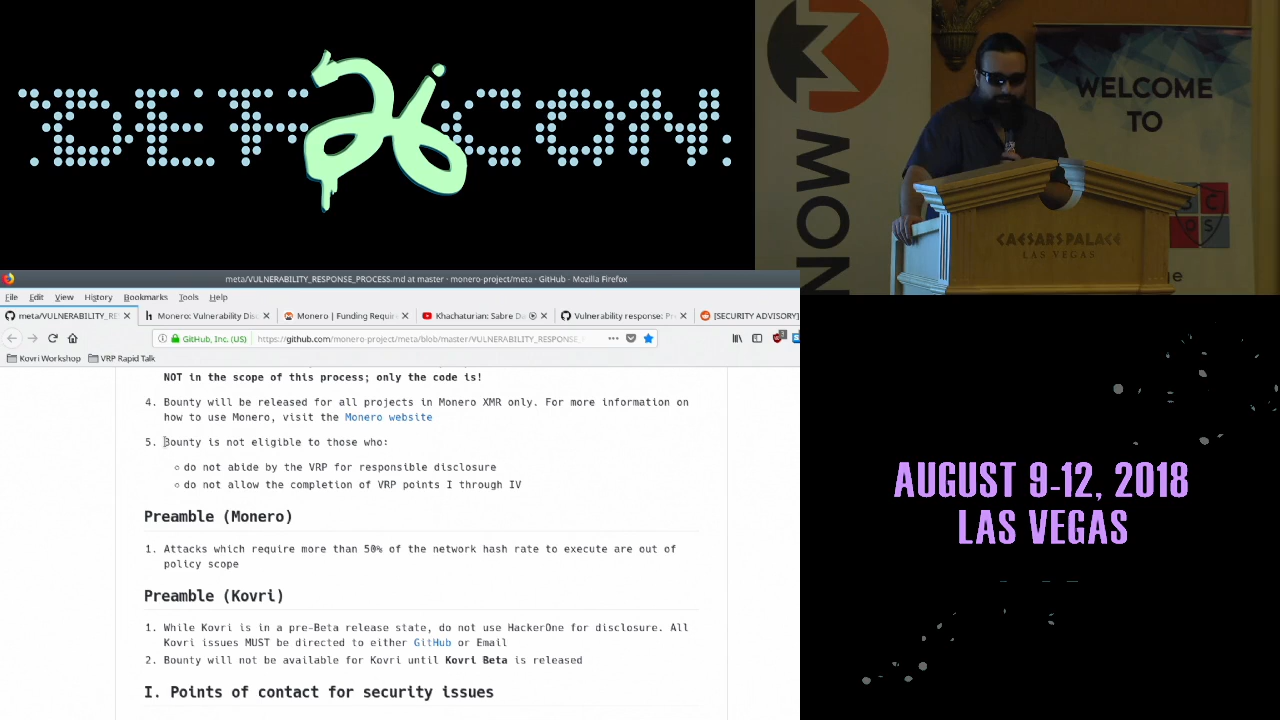 DEF 26 CON
WELCOME
TO
MON
CAESARS PALACE
LAS VEGAS
S C
O S
ge
meta/VULNERABILITY_RESPONSE_PROCESS.md at master · monero-project/meta · GitHub - Mozilla Firefox
File Edit View History Bookmarks Tools Help
meta/VULNERABILITY_RE Monero: Vulnerability Dis Monero | Funding Requir Khachaturian: Sabre Da Vulnerability response: Pr [SECURITY ADVISORY]
GitHub, Inc. (US) https://github.com/monero-project/meta/blob/master/VULNERABILITY_RESPONSE_
Kovri Workshop VRP Rapid Talk
NOT in the scope of this process; only the code is!
4. Bounty will be released for all projects in Monero XMR only. For more information on
how to use Monero, visit the Monero website
5. Bounty is not eligible to those who:
do not abide by the VRP for responsible disclosure
do not allow the completion of VRP points I through IV
Preamble (Monero)
1. Attacks which require more than 50% of the network hash rate to execute are out of
policy scope
Preamble (Kovri)
1. While Kovri is in a pre-Beta release state, do not use HackerOne for disclosure. All
Kovri issues MUST be directed to either GitHub or Email
2. Bounty will not be available for Kovri until Kovri Beta is released
I. Points of contact for security issues
AUGUST 9-12, 2018
LAS VEGAS